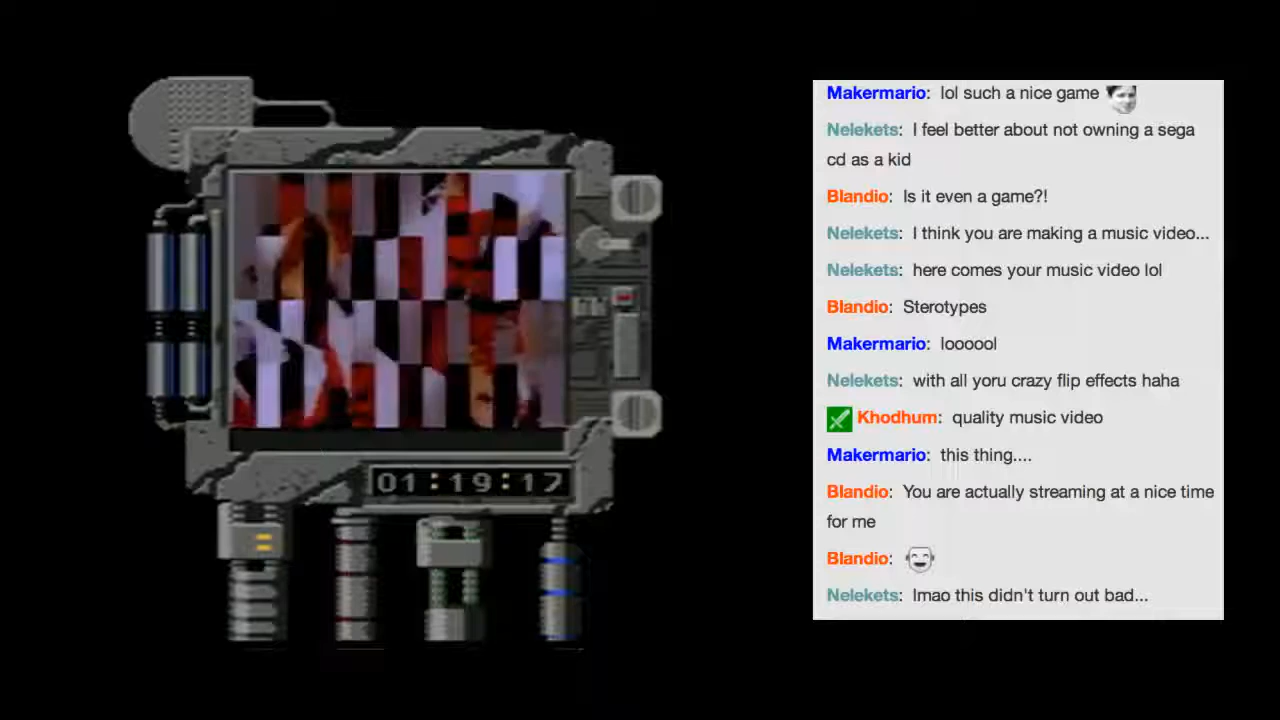 Makermario: lol such a nice game
Nelekets: I feel better about not owning a sega
cd as a kid
Blandio: Is it even a game?!
Nelekets: I think you are making a music video...
Nelekets: here comes your music video lol
Blandio: Sterotypes
Makermario: loooool
Nelekets: with all yoru crazy flip effects haha
Khodhum: quality music video
Makermario: this thing....
Blandio: You are actually streaming at a nice time
for me
Blandio:
Nelekets: lmao this didn't turn out bad...
01:19:17